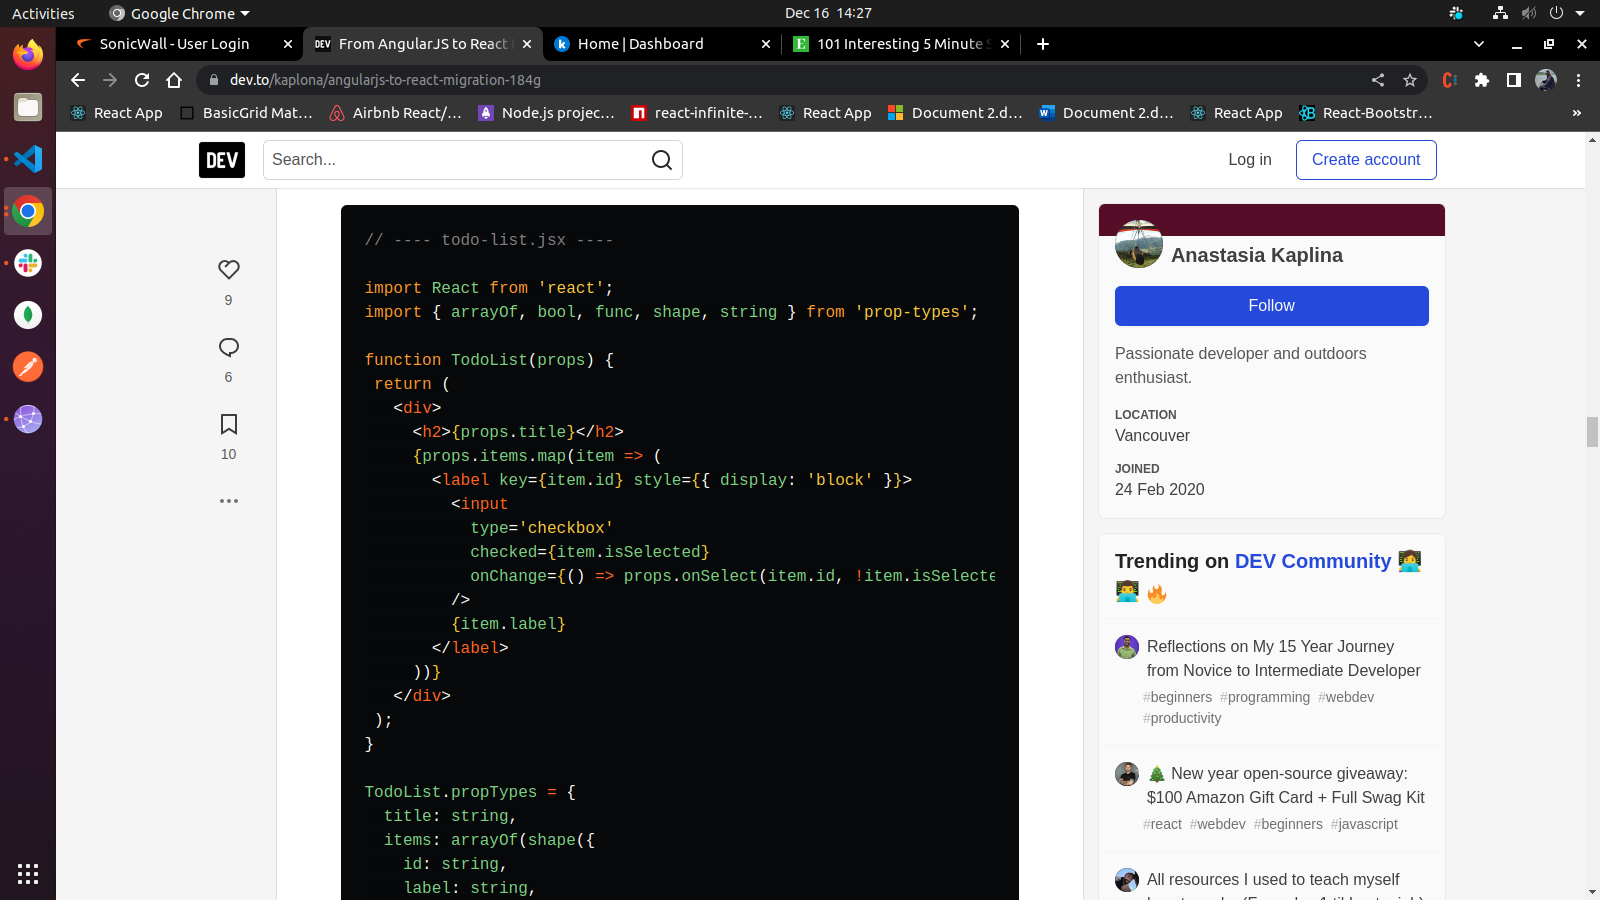 Activities
Google Chrome
Dec 16 14:27
SonicWall - User Login
DEV
From AngularJS to React
Home | Dashboard
101 Interesting 5 Minute
dev.to/kaplona/angularjs-to-react-migration-184g
React App
BasicGrid Mat...
Airbnb React/...
Node.js projec...
react-infinite-...
React App
Document 2.d...
Document 2.d...
React App
React-Bootstr...
»
DEV
Search...
Log in
Create account
9
6
10
// ---- todo-list.jsx ----
import React from 'react';
import { arrayOf, bool, func, shape, string } from 'prop-types';
function TodoList(props) {
return (
<div>
<h2>{props.title}</h2>
{props.items.map(item => (
<label key={item.id} style={{ display: 'block' }}>
<input
type='checkbox'
checked={item.isSelected}
onChange={() => props.onSelect(item.id, !item.isSelecte
/>
{item.label}
</label>
))}
</div>
);
}
TodoList.propTypes = {
title: string,
items: arrayOf(shape({
id: string,
label: string,
Anastasia Kaplina
Follow
Passionate developer and outdoors
enthusiast.
LOCATION
Vancouver
JOINED
24 Feb 2020
Trending on DEV Community 👩‍💻
👨‍💻 🔥
Reflections on My 15 Year Journey
from Novice to Intermediate Developer
#beginners #programming #webdev
#productivity
🎄 New year open-source giveaway:
$100 Amazon Gift Card + Full Swag Kit
#react #webdev #beginners #javascript
All resources I used to teach myself